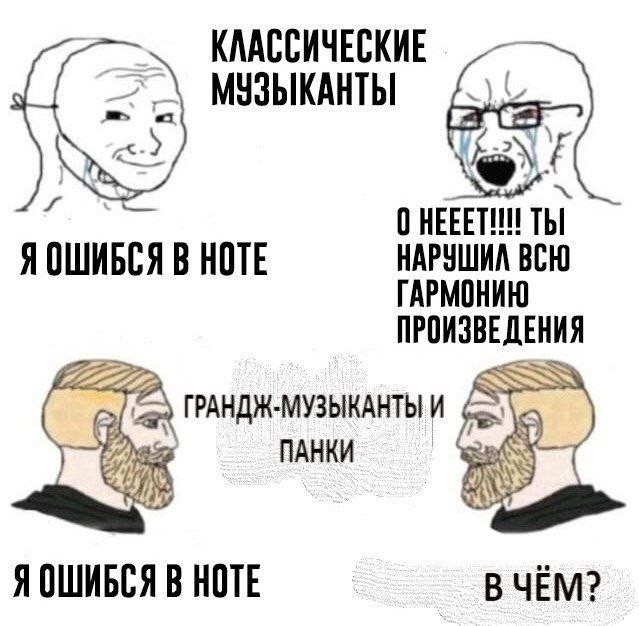 КЛАССИЧЕСКИЕ
МУЗЫКАНТЫ
Я ОШИБСЯ В НОТЕ
О НЕЕЕТ!!!! ТЫ
НАРУШИЛ ВСЮ
ГАРМОНИЮ
ПРОИЗВЕДЕНИЯ
ГРАНДЖ-МУЗЫКАНТЫ И
ПАНКИ
Я ОШИБСЯ В НОТЕ
В ЧЁМ?